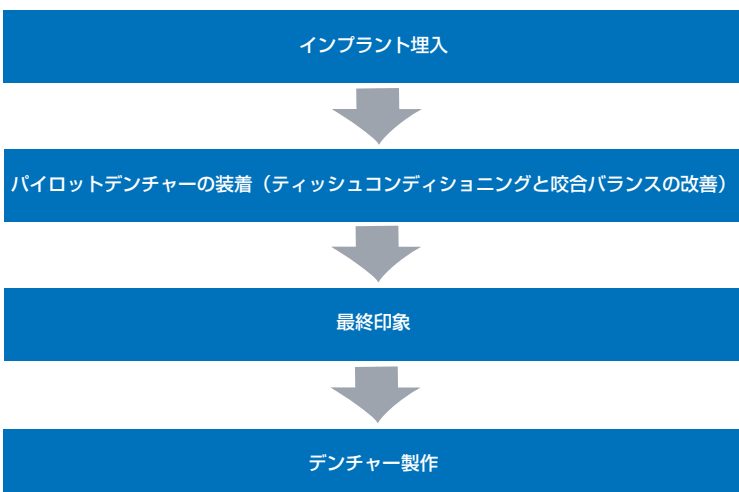 インプラント埋入
パイロットデンチャーの装着（ティッシュコンディショニングと咬合バランスの改善）
最終印象
デンチャー製作